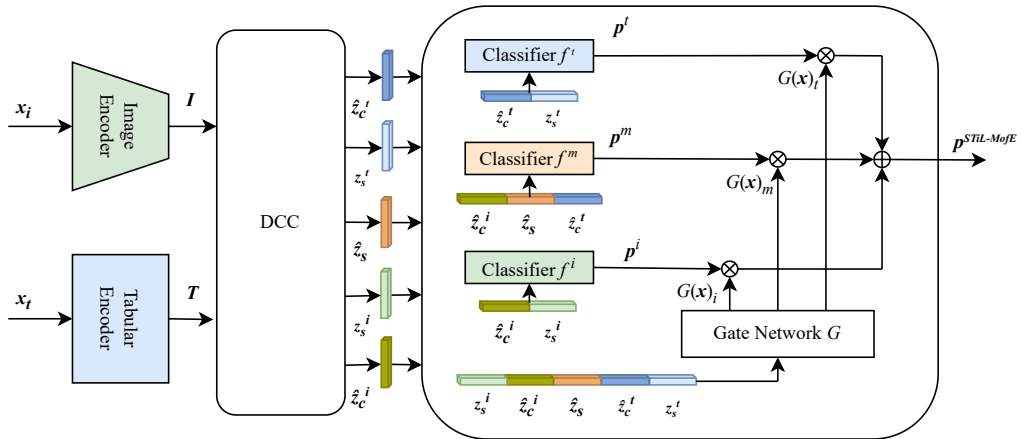 x_i
Image
Encoder
I
x_t
Tabular
Encoder
T
DCC
ẑ_c^t
z_s^t
ẑ_s
z_s^i
ẑ_c^i
Classifier f^t
ẑ_c^t z_s^t
p^t
G(x)_t
Classifier f^m
ẑ_c^i ẑ_s ẑ_c^t
p^m
G(x)_m
Classifier f^i
ẑ_c^i z_s^i
p^i
G(x)_i
Gate Network G
z_s^i ẑ_c^i ẑ_s ẑ_c^t z_s^t
p^{STiL-MofE}